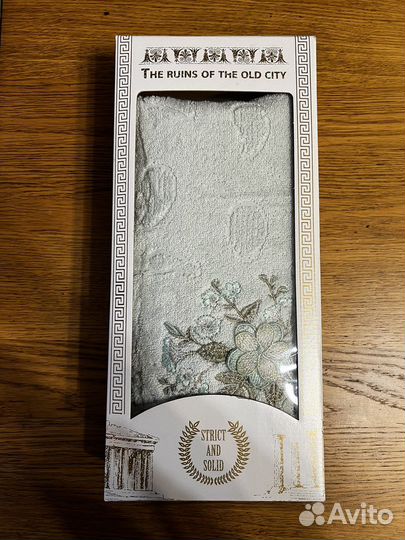 THE RUINS OF THE OLD CITY
STRICT
AND
SOLID
Avito